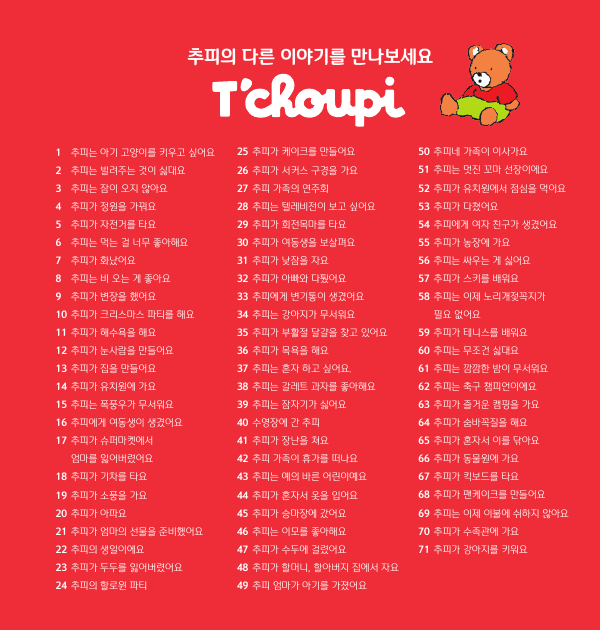 추피의 다른 이야기를 만나보세요
T'choupi
1 추피는 아기 고양이를 키우고 싶어요
2 추피는 빌려주는 것이 싫대요
3 추피는 잠이 오지 않아요
4 추피가 정원을 가꿔요
5 추피가 자전거를 타요
6 추피는 먹는 걸 너무 좋아해요
7 추피가 화났어요
8 추피는 비 오는 게 좋아요
9 추피가 변장을 했어요
10 추피가 크리스마스 파티를 해요
11 추피가 해수욕을 해요
12 추피가 눈사람을 만들어요
13 추피가 집을 만들어요
14 추피가 유치원에 가요
15 추피는 폭풍우가 무서워요
16 추피에게 여동생이 생겼어요
17 추피가 슈퍼마켓에서
엄마를 잃어버렸어요
18 추피가 기차를 타요
19 추피가 소풍을 가요
20 추피가 아파요
21 추피가 엄마의 선물을 준비했어요
22 추피의 생일이에요
23 추피가 두두를 잃어버렸어요
24 추피의 할로윈 파티
25 추피가 케이크를 만들어요
26 추피가 서커스 구경을 가요
27 추피 가족의 연주회
28 추피는 텔레비전이 보고 싶어요
29 추피가 회전목마를 타요
30 추피가 여동생을 보살펴요
31 추피가 낮잠을 자요
32 추피가 아빠와 다퉜어요
33 추피에게 변기통이 생겼어요
34 추피는 강아지가 무서워요
35 추피가 부활절 달걀을 찾고 있어요
36 추피가 목욕을 해요
37 추피는 혼자 하고 싶어요.
38 추피는 갈레트 과자를 좋아해요
39 추피는 잠자기가 싫어요
40 수영장에 간 추피
41 추피가 장난을 쳐요
42 추피 가족이 휴가를 떠나요
43 추피는 예의 바른 어린이예요
44 추피가 혼자서 옷을 입어요
45 추피가 승마장에 갔어요
46 추피는 이모를 좋아해요
47 추피가 수두에 걸렸어요
48 추피가 할머니, 할아버지 집에서 자요
49 추피 엄마가 아기를 가졌어요
50 추피네 가족이 이사가요
51 추피는 멋진 꼬마 선장이에요
52 추피가 유치원에서 점심을 먹어요
53 추피가 다쳤어요
54 추피에게 여자 친구가 생겼어요
55 추피가 농장에 가요
56 추피는 싸우는 게 싫어요
57 추피가 스키를 배워요
58 추피는 이제 노리개젖꼭지가
필요 없어요
59 추피가 테니스를 배워요
60 추피는 무조건 싫대요
61 추피는 깜깜한 밤이 무서워요
62 추피는 축구 챔피언이에요
63 추피가 즐거운 캠핑을 가요
64 추피가 숨바꼭질을 해요
65 추피가 혼자서 이를 닦아요
66 추피가 동물원에 가요
67 추피가 킥보드를 타요
68 추피가 팬케이크를 만들어요
69 추피는 이제 이불에 쉬하지 않아요
70 추피가 수족관에 가요
71 추피가 강아지를 키워요